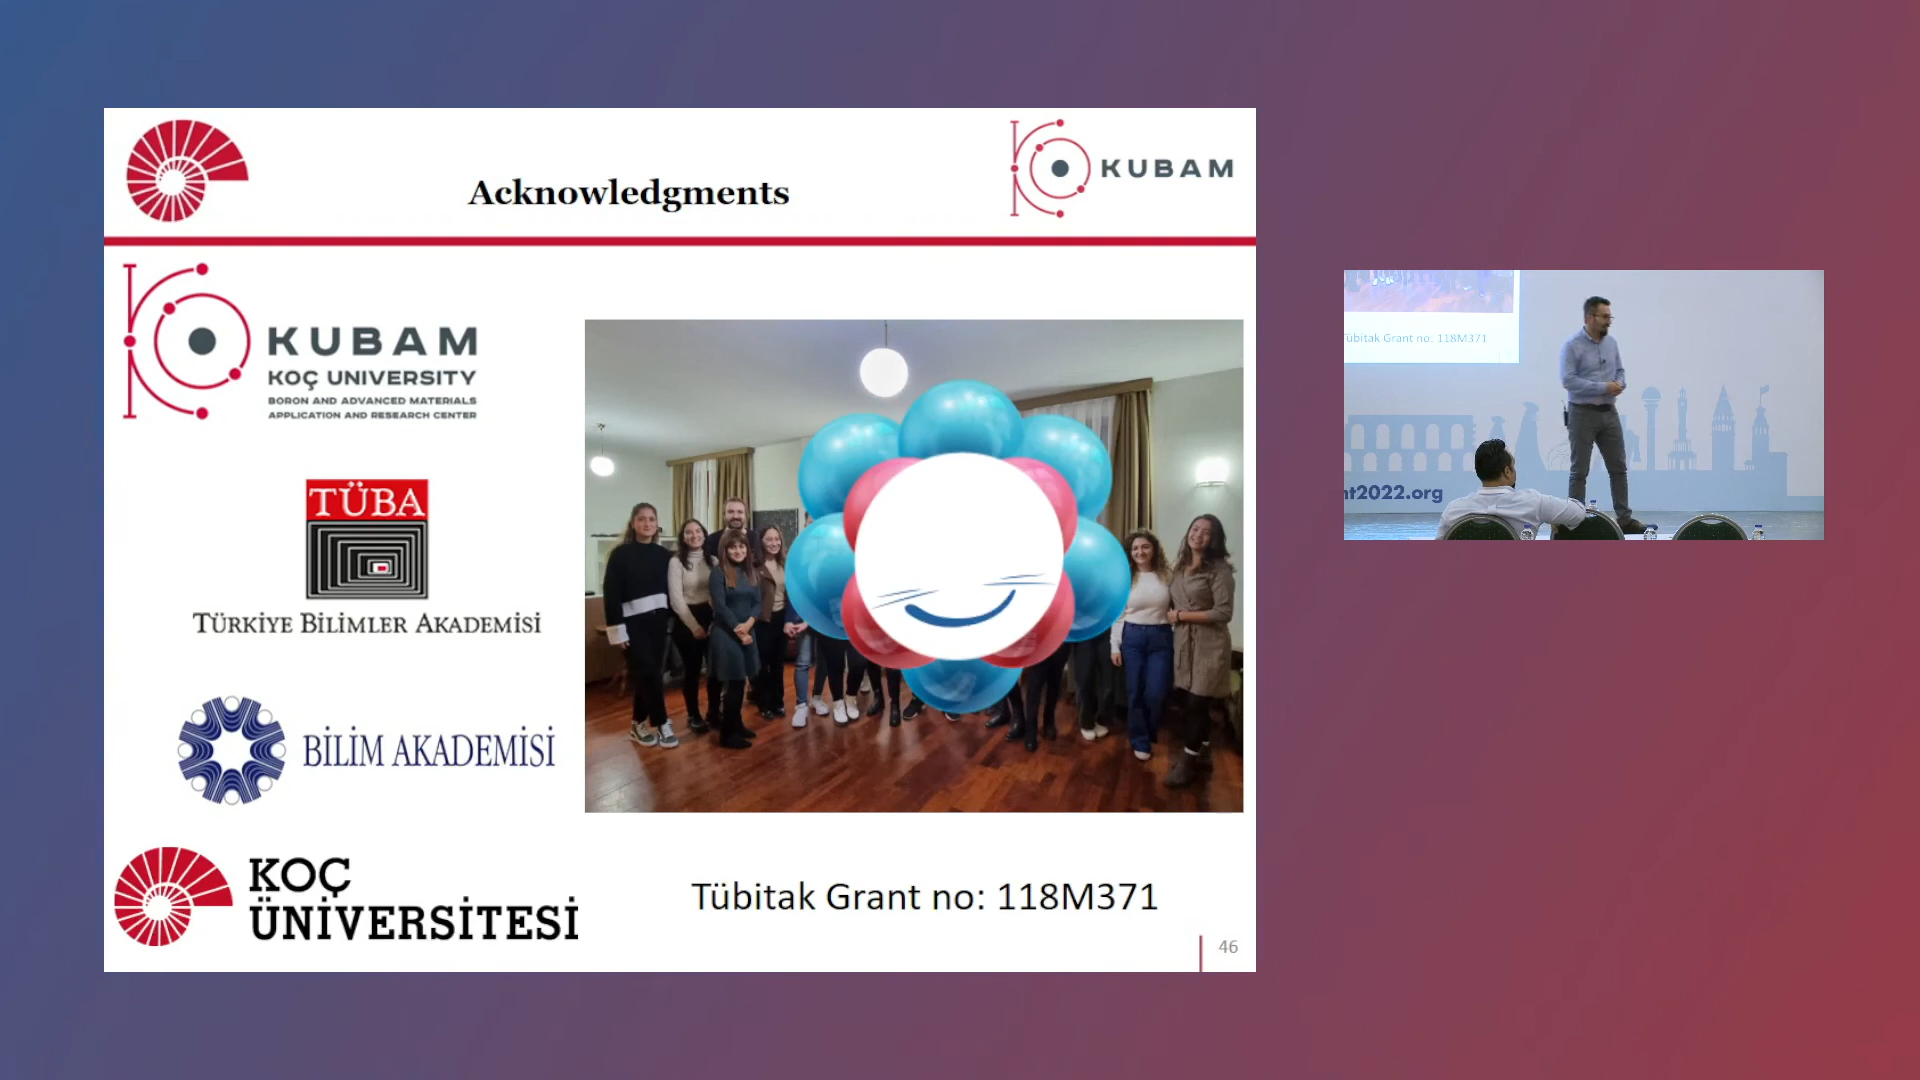 Acknowledgments
KUBAM
KUBAM
KOÇ UNIVERSITY
BORON AND ADVANCED MATERIALS
APPLICATION AND RESEARCH CENTER
TÜBA
TÜRKİYE BİLİMLER AKADEMİSİ
BİLİM AKADEMİSİ
KOÇ
ÜNİVERSİTESİ
Tübitak Grant no: 118M371
46
Tübitak Grant no: 118M371
nt2022.org